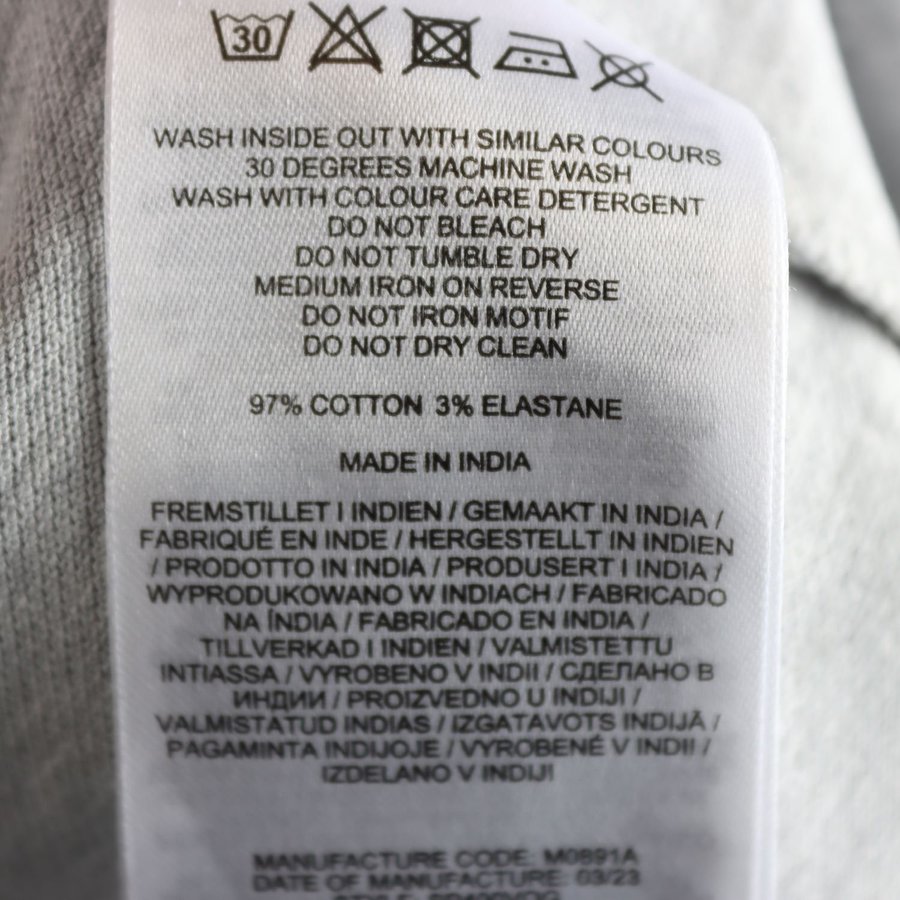 30
WASH INSIDE OUT WITH SIMILAR COLOURS
30 DEGREES MACHINE WASH
WASH WITH COLOUR CARE DETERGENT
DO NOT BLEACH
DO NOT TUMBLE DRY
MEDIUM IRON ON REVERSE
DO NOT IRON MOTIF
DO NOT DRY CLEAN
97% COTTON 3% ELASTANE
MADE IN INDIA
FREMSTILLET I INDIEN / GEMAAKT IN INDIA /
FABRIQUÉ EN INDE / HERGESTELLT IN INDIEN
/ PRODOTTO IN INDIA / PRODUSERT I INDIA /
WYPRODUKOWANO W INDIACH / FABRICADO
NA ÍNDIA / FABRICADO EN INDIA /
TILLVERKAD I INDIEN / VALMISTETTU
INTIASSA / VYROBENO V INDII / СДЕЛАНО В
ИНДИИ / PROIZVEDNO U INDIJI /
VALMISTATUD INDIAS / IZGATAVOTS INDIJĀ /
PAGAMINTA INDIJOJE / VYROBENÉ V INDII /
IZDELANO V INDIJI
MANUFACTURE CODE: M0891A
DATE OF MANUFACTURE: 03/23